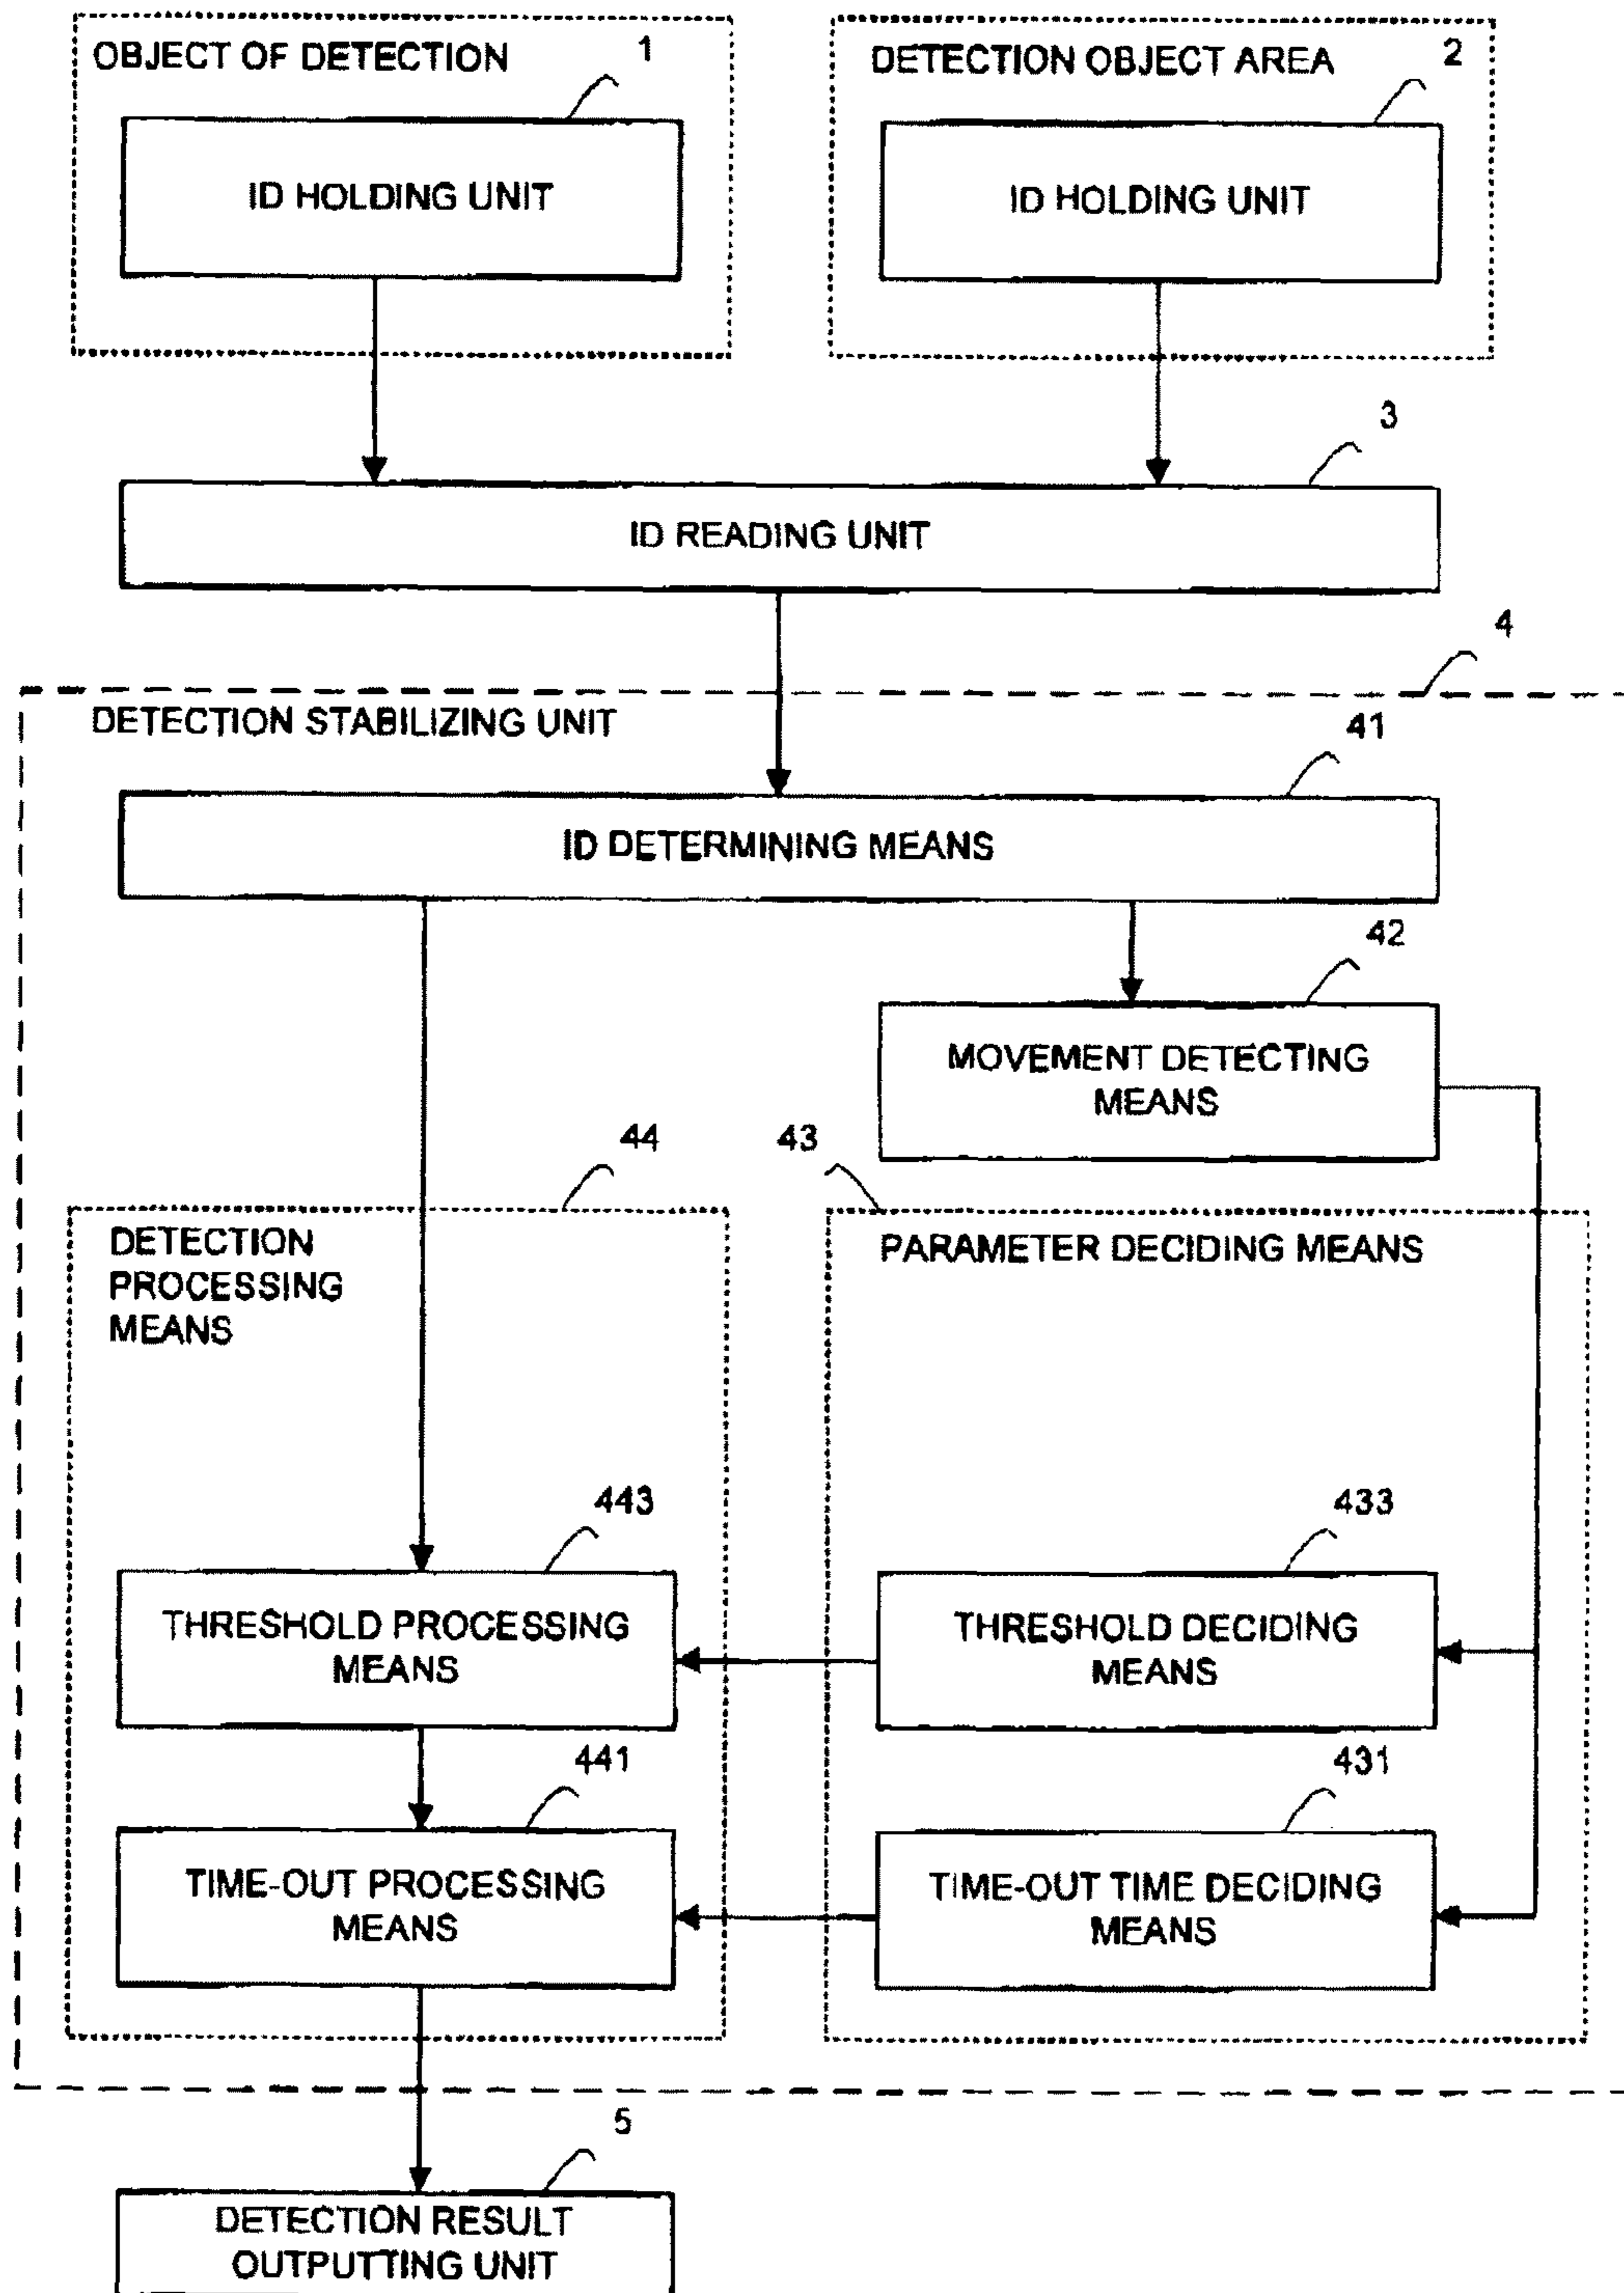 OBJECT OF DETECTION
1
ID HOLDING UNIT
DETECTION OBJECT AREA
2
ID HOLDING UNIT
3
ID READING UNIT
4
DETECTION STABILIZING UNIT
41
ID DETERMINING MEANS
42
MOVEMENT DETECTING
MEANS
44
43
DETECTION
PROCESSING
MEANS
PARAMETER DECIDING MEANS
443
THRESHOLD PROCESSING
MEANS
433
THRESHOLD DECIDING
MEANS
441
TIME-OUT PROCESSING
MEANS
431
TIME-OUT TIME DECIDING
MEANS
5
DETECTION RESULT
OUTPUTTING UNIT